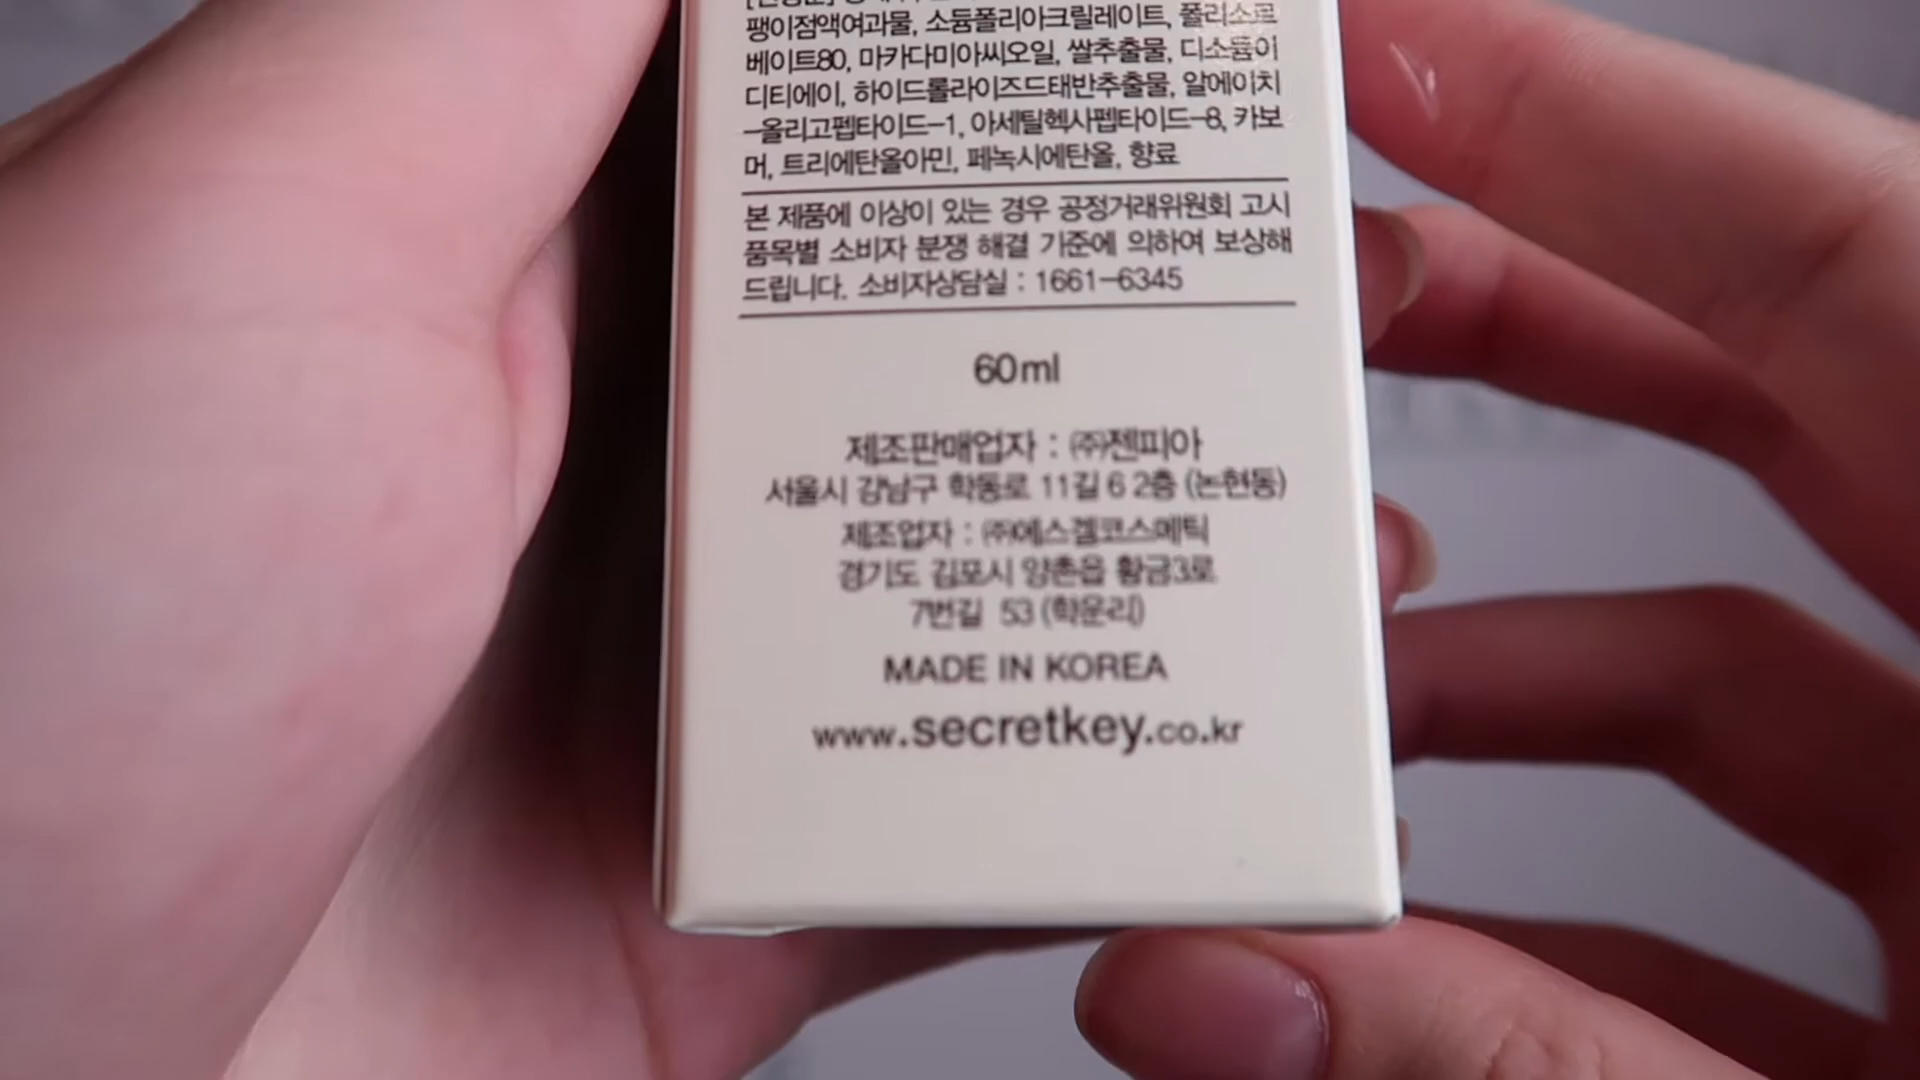 팽이점액여과물, 소듐폴리아크릴레이트, 폴리소르
베이트80, 마카다미아씨오일, 쌀추출물, 디소듐이
디티에이, 하이드롤라이즈드태반추출물, 알에이치
-올리고펩타이드-1, 아세틸헥사펩타이드-8, 카보
머, 트리에탄올아민, 페녹시에탄올, 향료
본 제품에 이상이 있는 경우 공정거래위원회 고시
품목별 소비자 분쟁 해결 기준에 의하여 보상해
드립니다. 소비자상담실 : 1661-6345
60ml
제조판매업자 : ㈜젠피아
서울시 강남구 학동로 11길 6 2층 (논현동)
제조업자 : ㈜에스겔코스메틱
경기도 김포시 양촌읍 황금3로
7번길 53 (학운리)
MADE IN KOREA
www.secretkey.co.kr